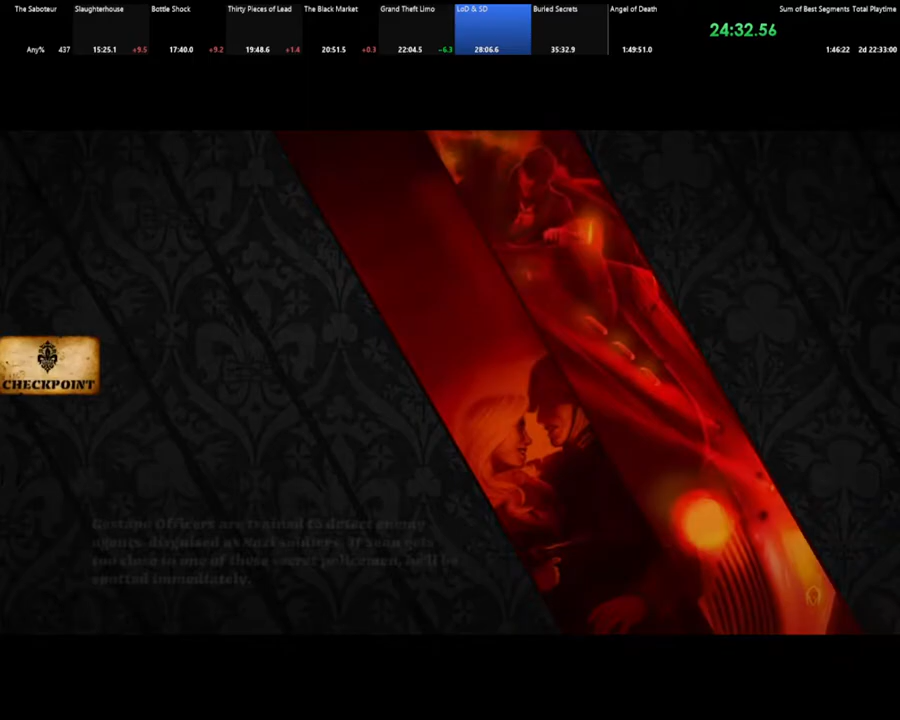 The Saboteur
Slaughterhouse
Bottle Shock
Thirty Pieces of Lead
The Black Market
Grand Theft Limo
LoD & SD
Buried Secrets
Angel of Death
Sum of Best Segments
Total Playtime
24:32.56
Any%
437
15:25.1
+9.5
17:40.0
+9.2
19:48.6
+1.4
20:51.5
+0.3
22:04.5
-6.3
28:06.6
35:32.9
1:49:51.0
1:46:22
2d 22:33:00
CHECKPOINT
Gestapo Officers are trained to detect enemy
agents disguised as Nazi soldiers. If Sean gets
too close to one of these secret policemen, he'll be
spotted immediately.